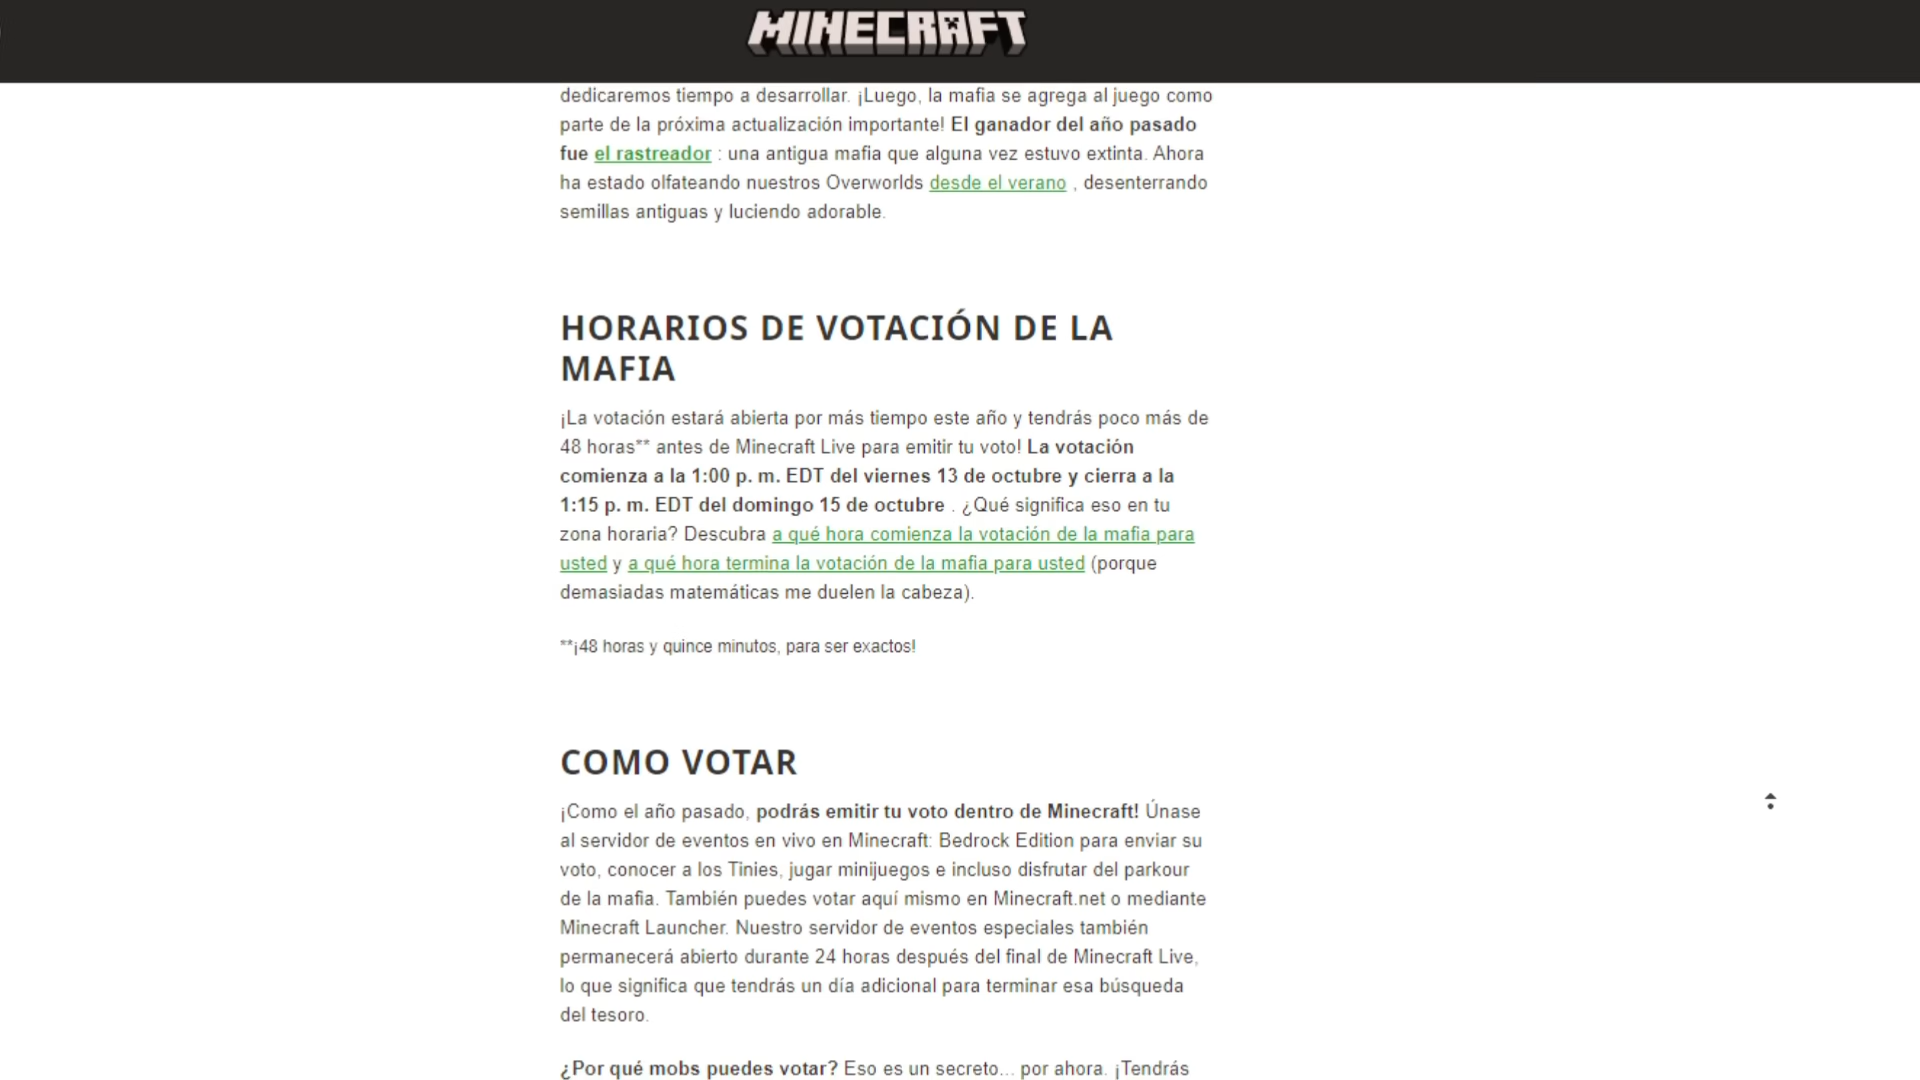 MINECRAFT
dedicaremos tiempo a desarrollar. ¡Luego, la mafia se agrega al juego como
parte de la próxima actualización importante! El ganador del año pasado
fue el rastreador : una antigua mafia que alguna vez estuvo extinta. Ahora
ha estado olfateando nuestros Overworlds desde el verano , desenterrando
semillas antiguas y luciendo adorable.
HORARIOS DE VOTACIÓN DE LA
MAFIA
¡La votación estará abierta por más tiempo este año y tendrás poco más de
48 horas** antes de Minecraft Live para emitir tu voto! La votación
comienza a la 1:00 p. m. EDT del viernes 13 de octubre y cierra a la
1:15 p. m. EDT del domingo 15 de octubre . ¿Qué significa eso en tu
zona horaria? Descubra a qué hora comienza la votación de la mafia para
usted y a qué hora termina la votación de la mafia para usted (porque
demasiadas matemáticas me duelen la cabeza).
**¡48 horas y quince minutos, para ser exactos!
COMO VOTAR
¡Como el año pasado, podrás emitir tu voto dentro de Minecraft! Únase
al servidor de eventos en vivo en Minecraft: Bedrock Edition para enviar su
voto, conocer a los Tinies, jugar minijuegos e incluso disfrutar del parkour
de la mafia. También puedes votar aquí mismo en Minecraft.net o mediante
Minecraft Launcher. Nuestro servidor de eventos especiales también
permanecerá abierto durante 24 horas después del final de Minecraft Live,
lo que significa que tendrás un día adicional para terminar esa búsqueda
del tesoro.
¿Por qué mobs puedes votar? Eso es un secreto... por ahora. ¡Tendrás